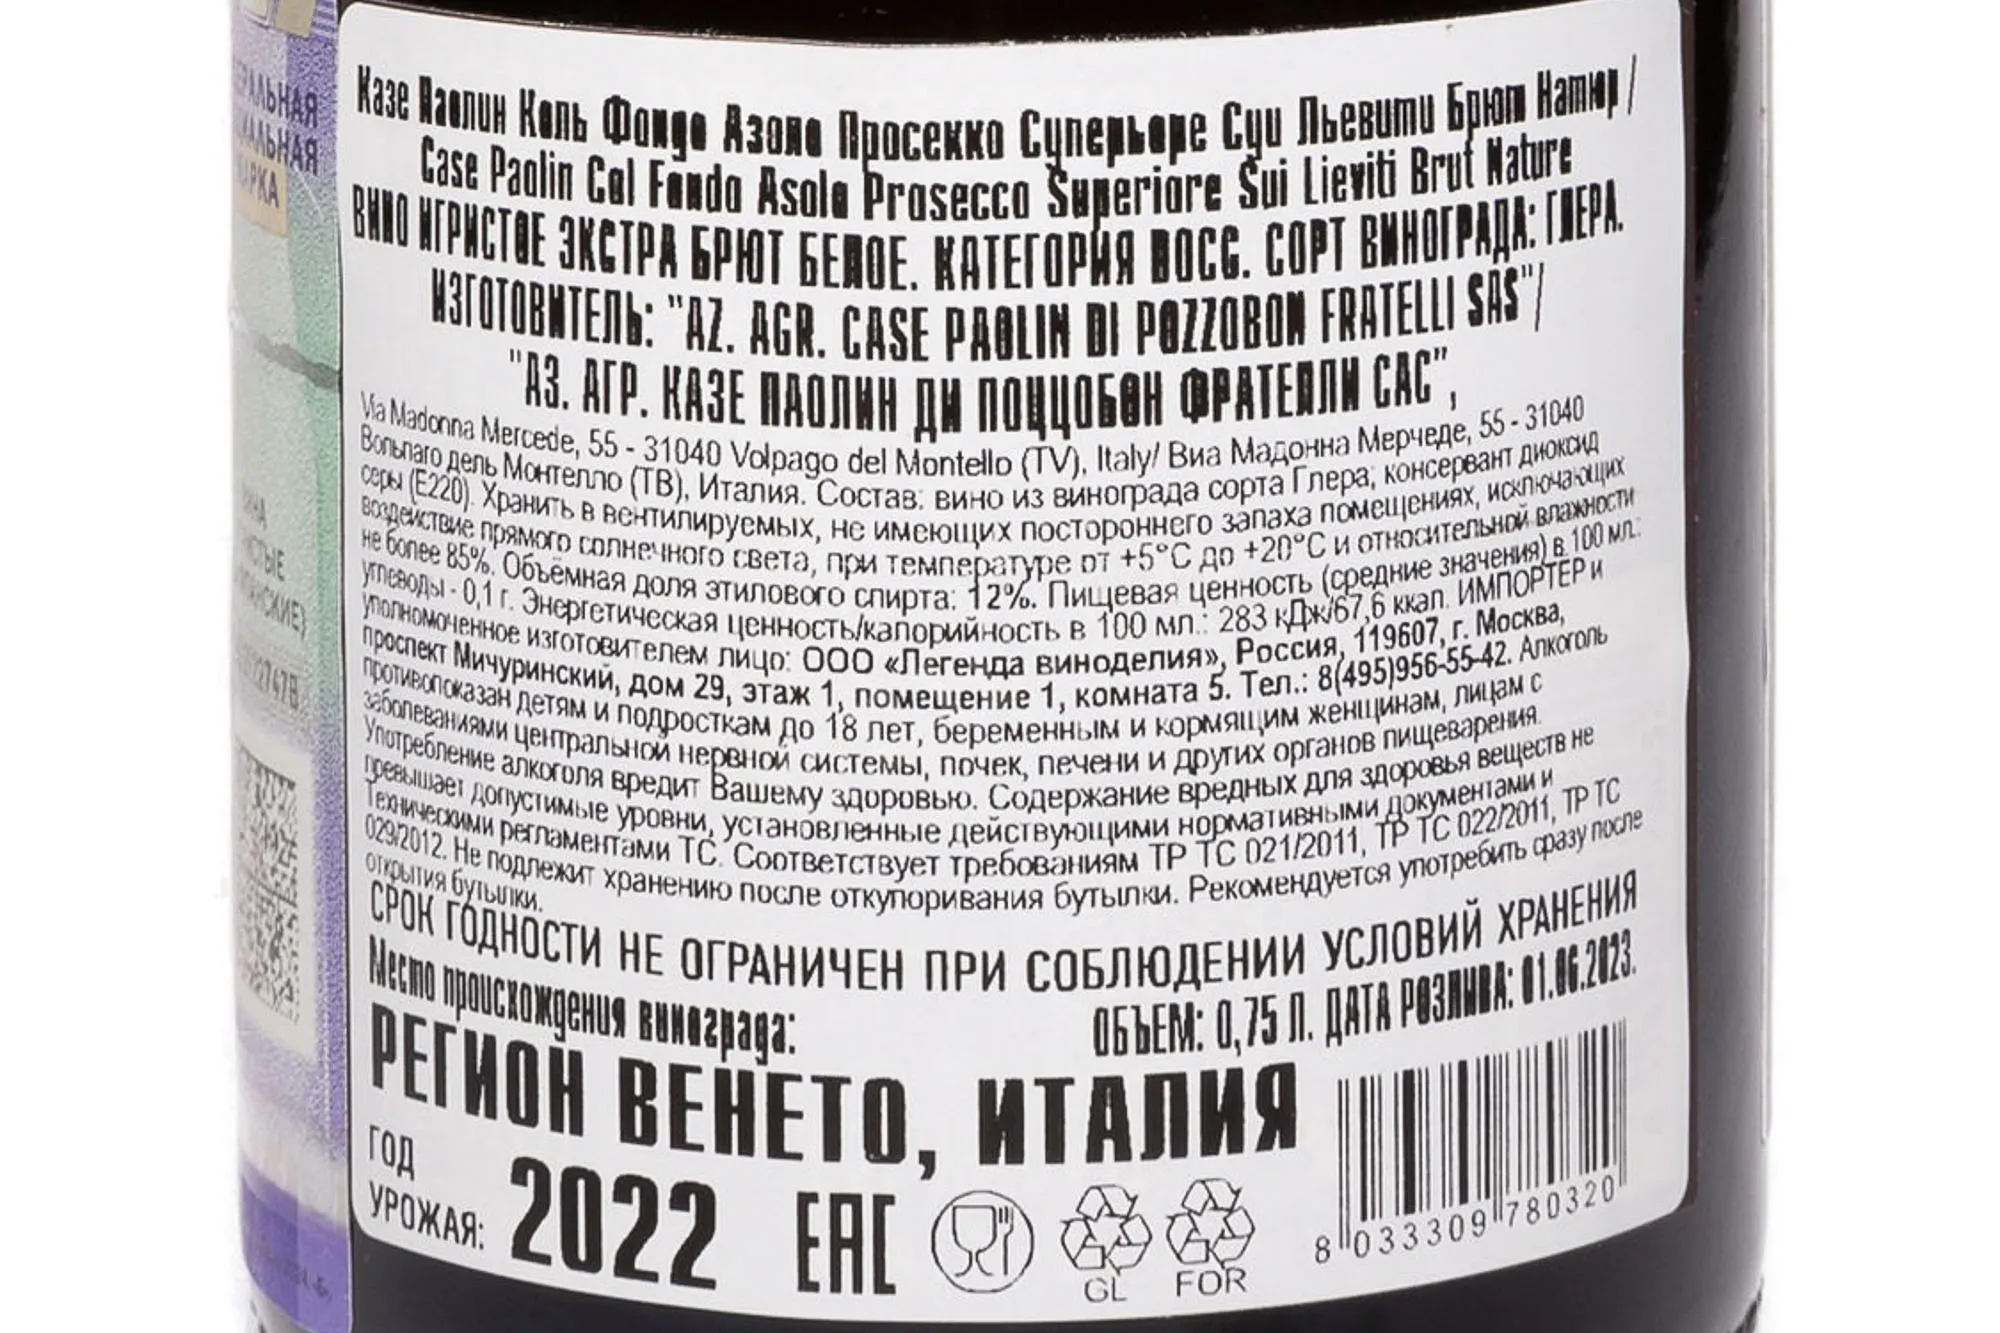 Казе Паолин Коль Фондо Азоло Просекко Суперьоре Суи Льевити Брют Натюр /
Case Paolin Col Fondo Asolo Prosecco Superiore Sui Lieviti Brut Nature
ВИНО ИГРИСТОЕ ЭКСТРА БРЮТ БЕЛОЕ. КАТЕГОРИЯ DOCG. СОРТ ВИНОГРАДА: ГЛЕРА.
ИЗГОТОВИТЕЛЬ: "AZ. AGR. CASE PAOLIN DI POZZOBON FRATELLI SAS"/
"АЗ. АГР. КАЗЕ ПАОЛИН ДИ ПОЦЦОБОН ФРАТЕЛЛИ САС",
Via Madonna Mercede, 55 - 31040 Volpago del Montello (TV), Italy/ Виа Мадонна Мерчеде, 55 - 31040
Вольпаго дель Монтелло (ТВ), Италия. Состав: вино из винограда сорта Глера; консервант диоксид
серы (E220). Хранить в вентилируемых, не имеющих постороннего запаха помещениях, исключающих
воздействие прямого солнечного света, при температуре от +5°C до +20°C и относительной влажности
не более 85%. Объёмная доля этилового спирта: 12%. Пищевая ценность (средние значения) в 100 мл.:
углеводы - 0,1 г. Энергетическая ценность/калорийность в 100 мл.: 283 кДж/67,6 ккал. ИМПОРТЕР и
уполномоченное изготовителем лицо: ООО «Легенда виноделия», Россия, 119607, г. Москва,
проспект Мичуринский, дом 29, этаж 1, помещение 1, комната 5. Тел.: 8(495)956-55-42. Алкоголь
противопоказан детям и подросткам до 18 лет, беременным и кормящим женщинам, лицам с
заболеваниями центральной нервной системы, почек, печени и других органов пищеварения.
Употребление алкоголя вредит Вашему здоровью. Содержание вредных для здоровья веществ не
превышает допустимые уровни, установленные действующими нормативными документами и
Техническими регламентами ТС. Соответствует требованиям ТР ТС 021/2011, ТР ТС 022/2011, ТР ТС
029/2012. Не подлежит хранению после откупоривания бутылки. Рекомендуется употребить сразу после
открытия бутылки.
СРОК ГОДНОСТИ НЕ ОГРАНИЧЕН ПРИ СОБЛЮДЕНИИ УСЛОВИЙ ХРАНЕНИЯ
Место происхождения винограда:
ОБЪЕМ: 0,75 Л. ДАТА РОЗЛИВА: 01.06.2023.
РЕГИОН ВЕНЕТО, ИТАЛИЯ
ГОД
УРОЖАЯ: 2022
EAC
GL
FOR
8 033309 780320